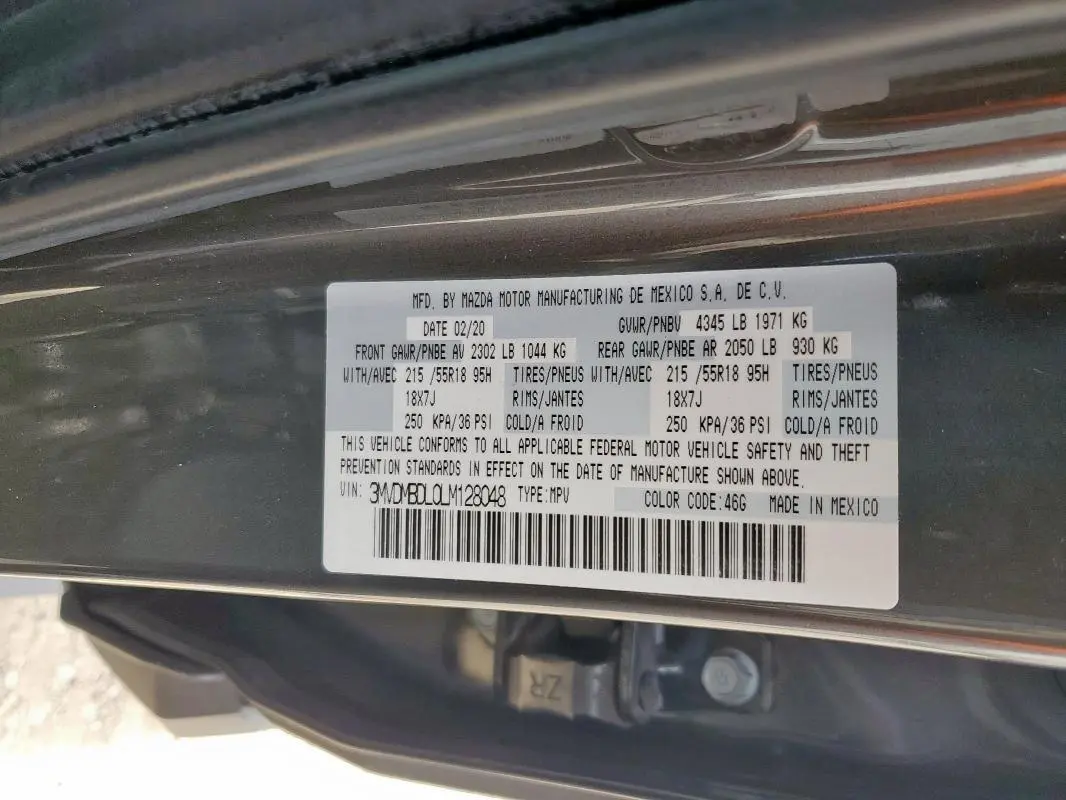 MFD. BY MAZDA MOTOR MANUFACTURING DE MEXICO S.A. DE C.V.
DATE 02/20 GVWR/PNBV 4345 LB 1971 KG
FRONT GAWR/PNBE AV 2302 LB 1044 KG REAR GAWR/PNBE AR 2050 LB 930 KG
WITH/AVEC 215 /55R18 95H TIRES/PNEUS WITH/AVEC 215 /55R18 95H TIRES/PNEUS
18X7J RIMS/JANTES 18X7J RIMS/JANTES
250 KPA/36 PSI COLD/A FROID 250 KPA/36 PSI COLD/A FROID
THIS VEHICLE CONFORMS TO ALL APPLICABLE FEDERAL MOTOR VEHICLE SAFETY AND THEFT
PREVENTION STANDARDS IN EFFECT ON THE DATE OF MANUFACTURE SHOWN ABOVE.
VIN: 3MVDMBDL0LM128048 TYPE:MPV COLOR CODE:46G MADE IN MEXICO
ZR